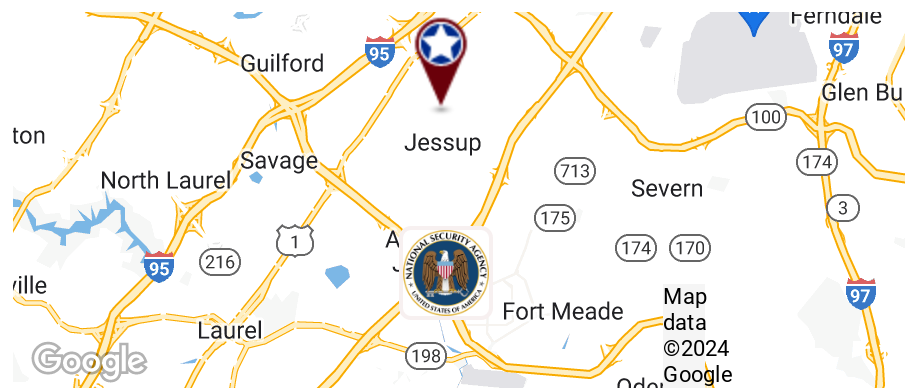 Ferndale
95
97
Guilford
Glen Bu
100
ton
Jessup
Savage
174
713
North Laurel
Severn
3
175
1
A
174
170
216
95
NATIONAL SECURITY AGENCY
UNITED STATES OF AMERICA
ville
97
Map
data
©2024
Google
Fort Meade
Laurel
198
Google
Oder